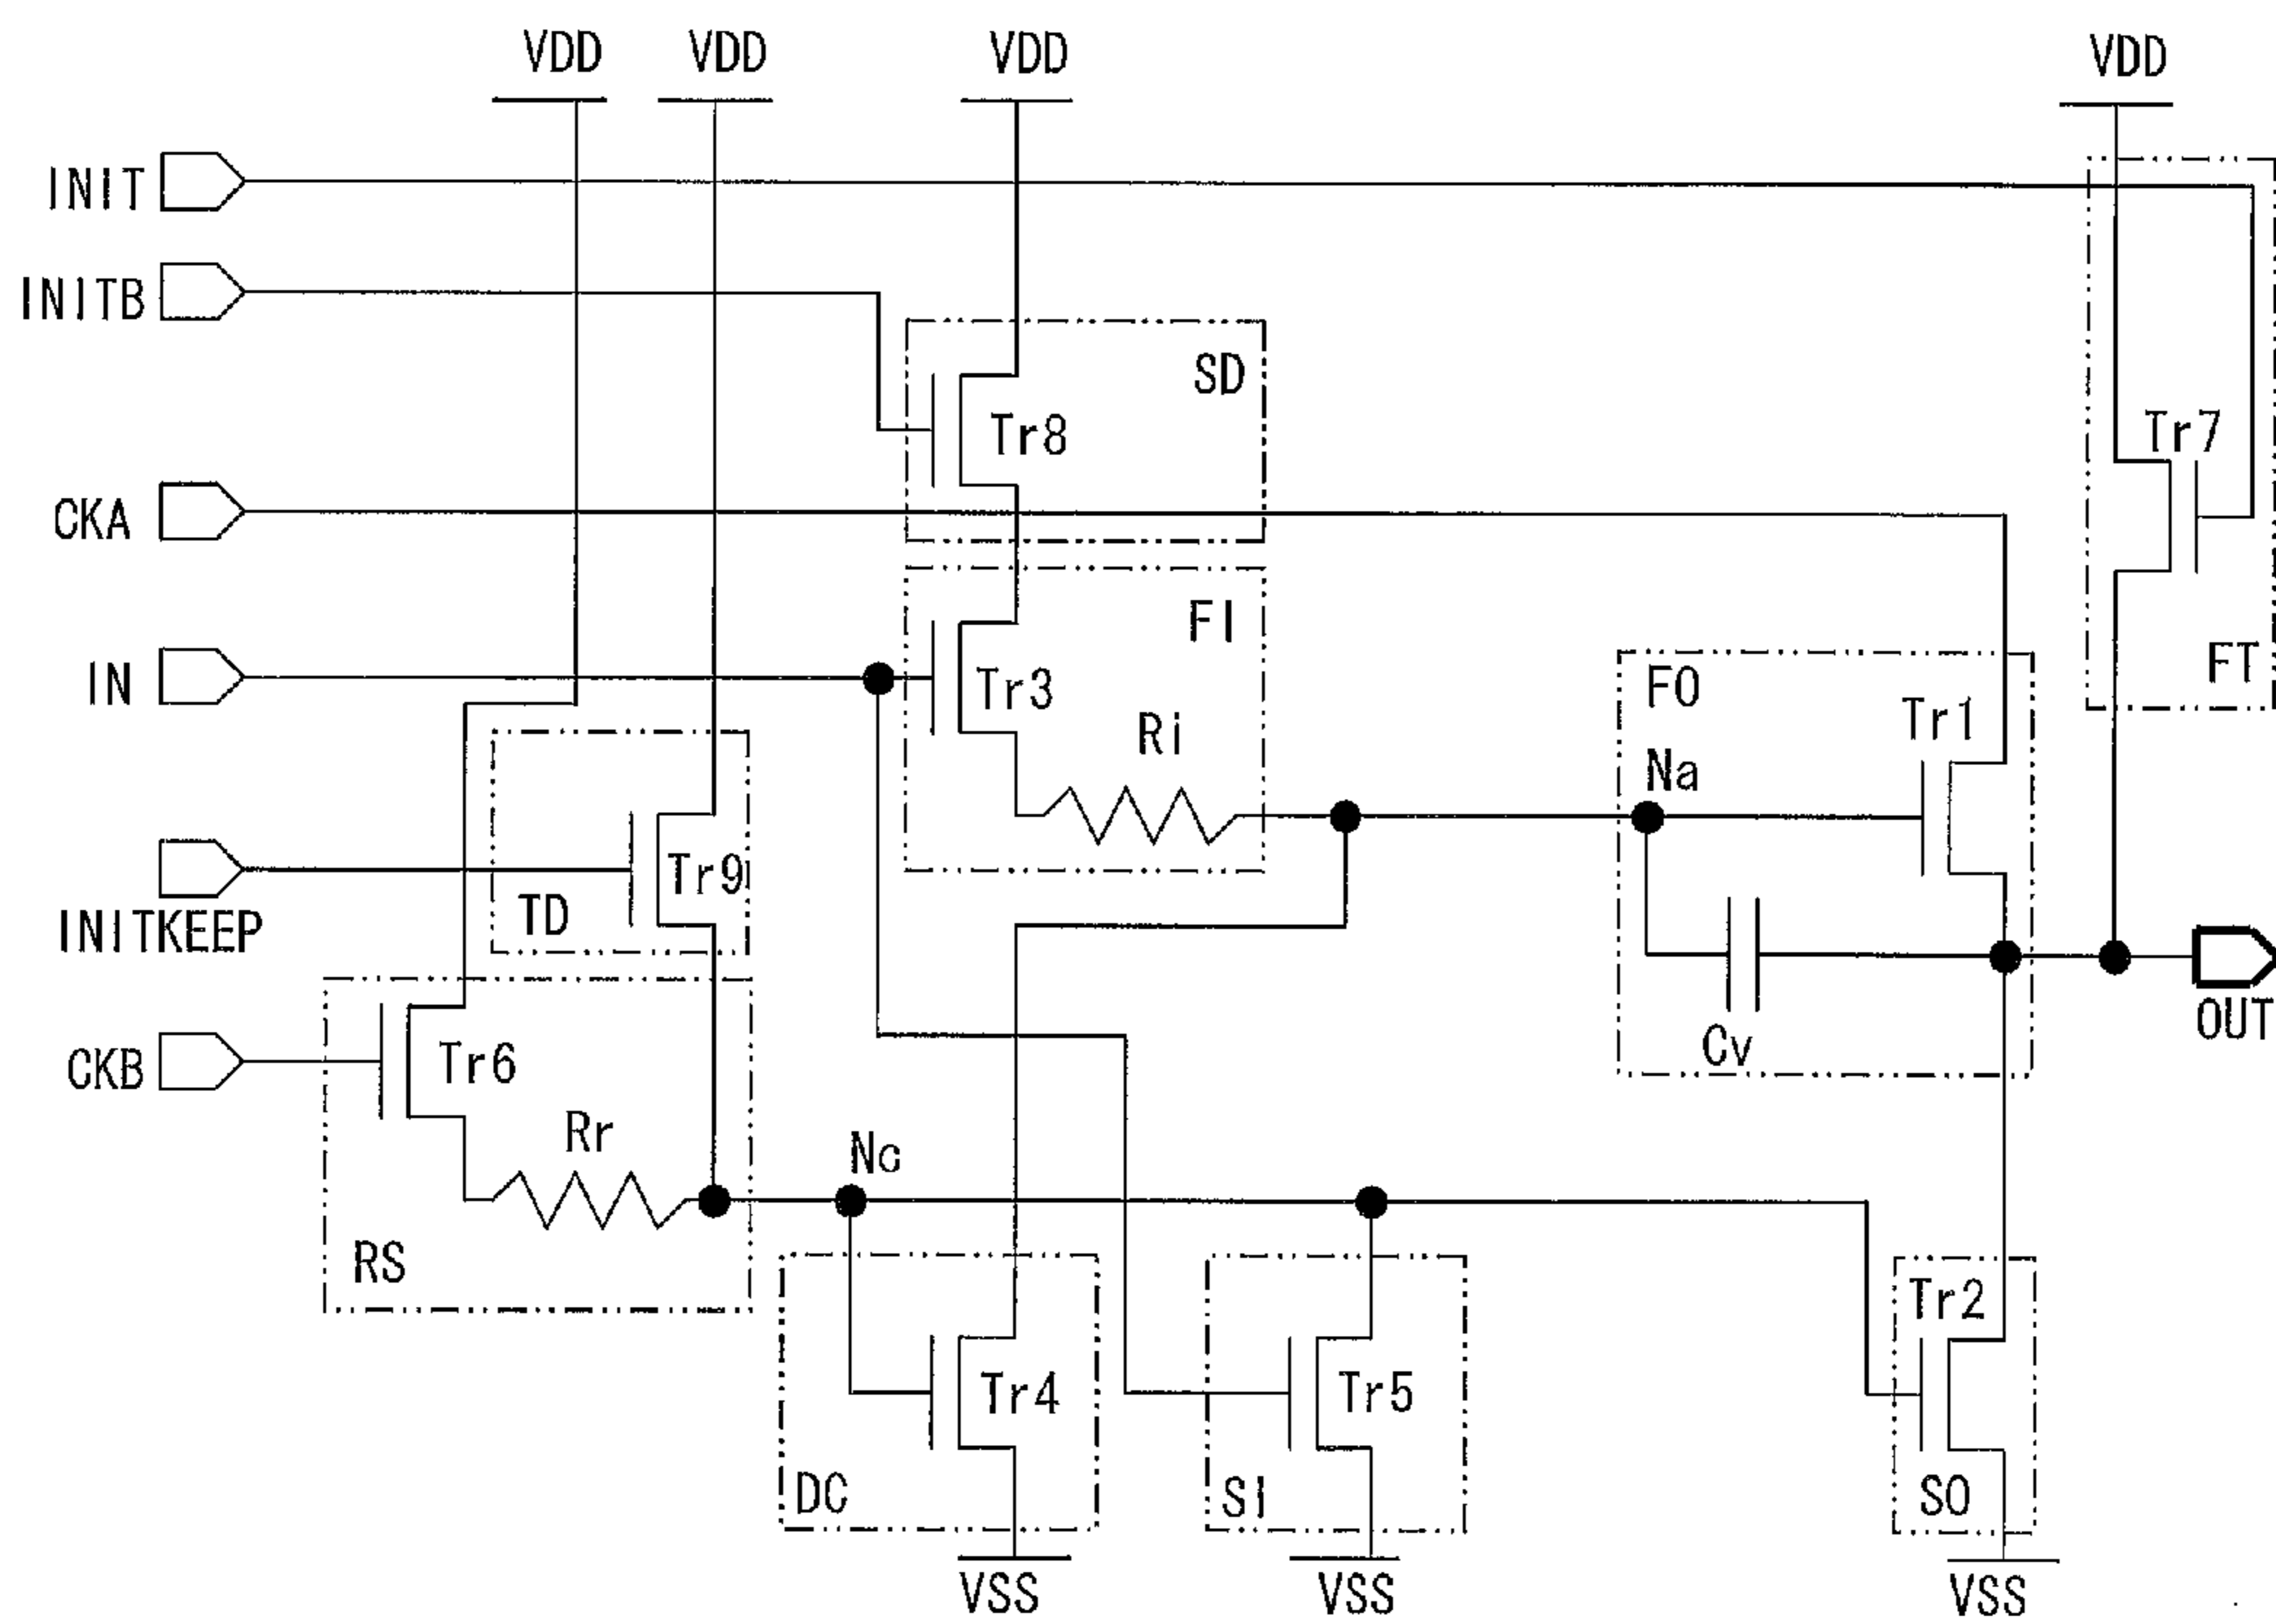 VDD VDD VDD VDD
INIT
INITB
SD
Tr8
Tr7
CKA
FI
FT
IN
Tr3
FO
Tr1
Ri
Na
Tr9
TD
INITKEEP
OUT
Cv
CKB
Tr6
Rr
Nc
RS
Tr2
Tr4
Tr5
DC
SI
SO
VSS VSS VSS